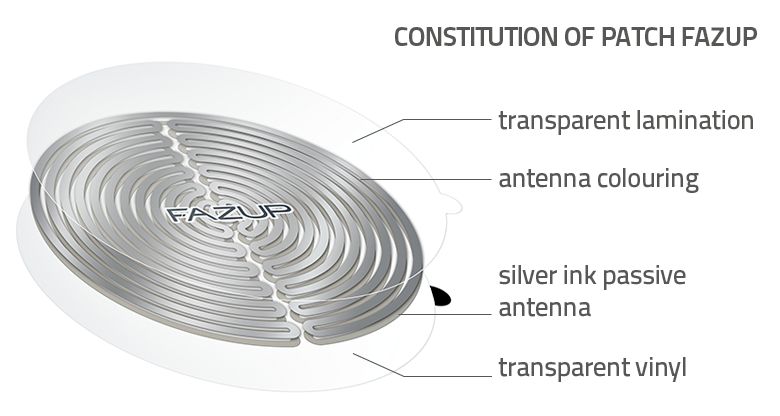 CONSTITUTION OF PATCH FAZUP
transparent lamination
antenna colouring
FAZUP
silver ink passive
antenna
transparent vinyl